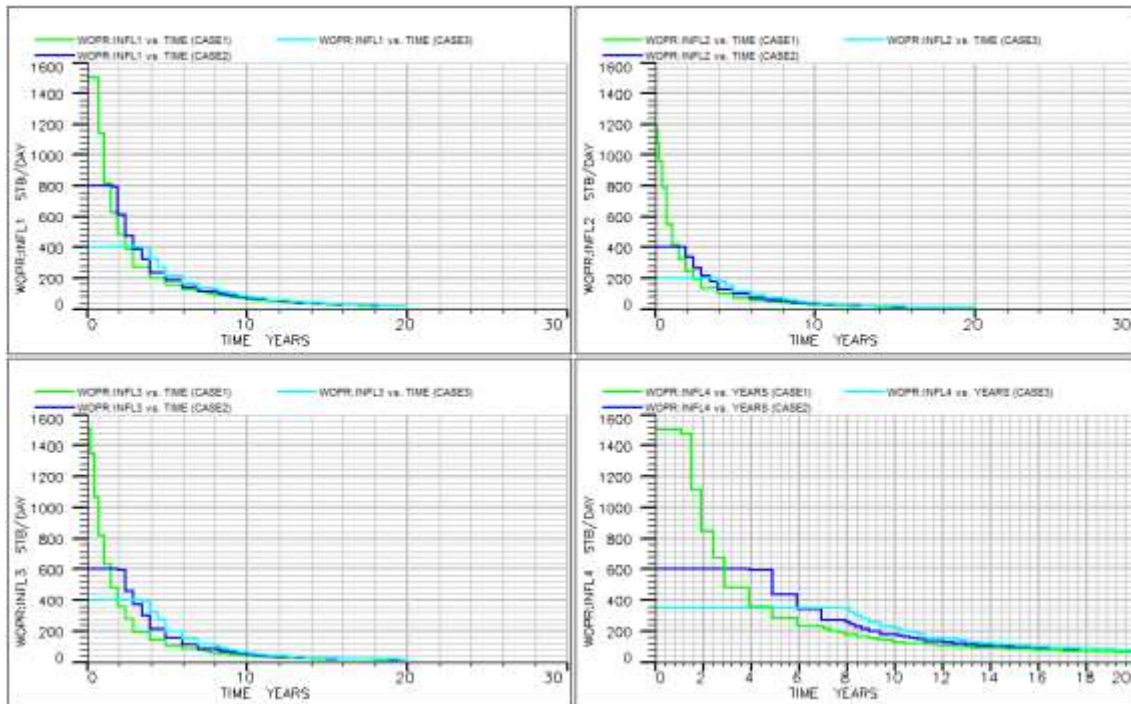 WOPR:INFL1 vs. TIME (CASE1) WOPR:INFL1 vs. TIME (CASE3)
WOPR:INFL1 vs. TIME (CASE2)
1600
1400
1200
1000
800
600
400
200
0
WOPR:INFL1 STB/DAY
0 10 20 30
TIME YEARS
WOPR:INFL2 vs. TIME (CASE1) WOPR:INFL2 vs. TIME (CASE3)
WOPR:INFL2 vs. TIME (CASE2)
1600
1400
1200
1000
800
600
400
200
0
WOPR:INFL2 STB/DAY
0 10 20 30
TIME YEARS
WOPR:INFL3 vs. TIME (CASE1) WOPR:INFL3 vs. TIME (CASE3)
WOPR:INFL3 vs. TIME (CASE2)
1600
1400
1200
1000
800
600
400
200
0
WOPR:INFL3 STB/DAY
0 10 20 30
TIME YEARS
WOPR:INFL4 vs. YEARS (CASE1) WOPR:INFL4 vs. YEARS (CASE3)
WOPR:INFL4 vs. YEARS (CASE2)
1600
1400
1200
1000
800
600
400
200
0
WOPR:INFL4 STB/DAY
0 2 4 6 8 10 12 14 16 18 20
TIME YEARS